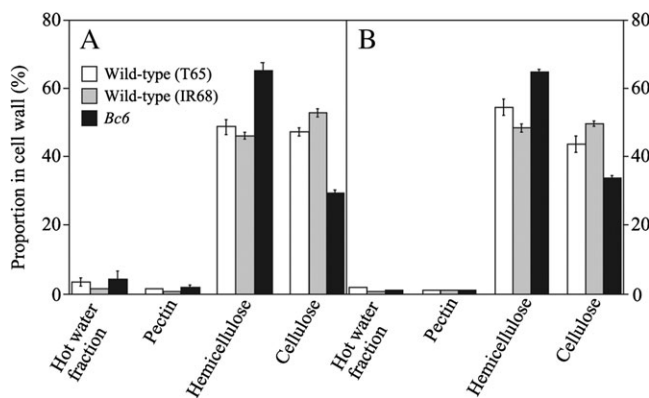 80
60
40
20
0
Proportion in cell wall (%)
A
Wild-type (T65)
Wild-type (IR68)
Bc6
B
80
60
40
20
0
Hot water
fraction
Pectin
Hemicellulose
Cellulose
Hot water
fraction
Pectin
Hemicellulose
Cellulose